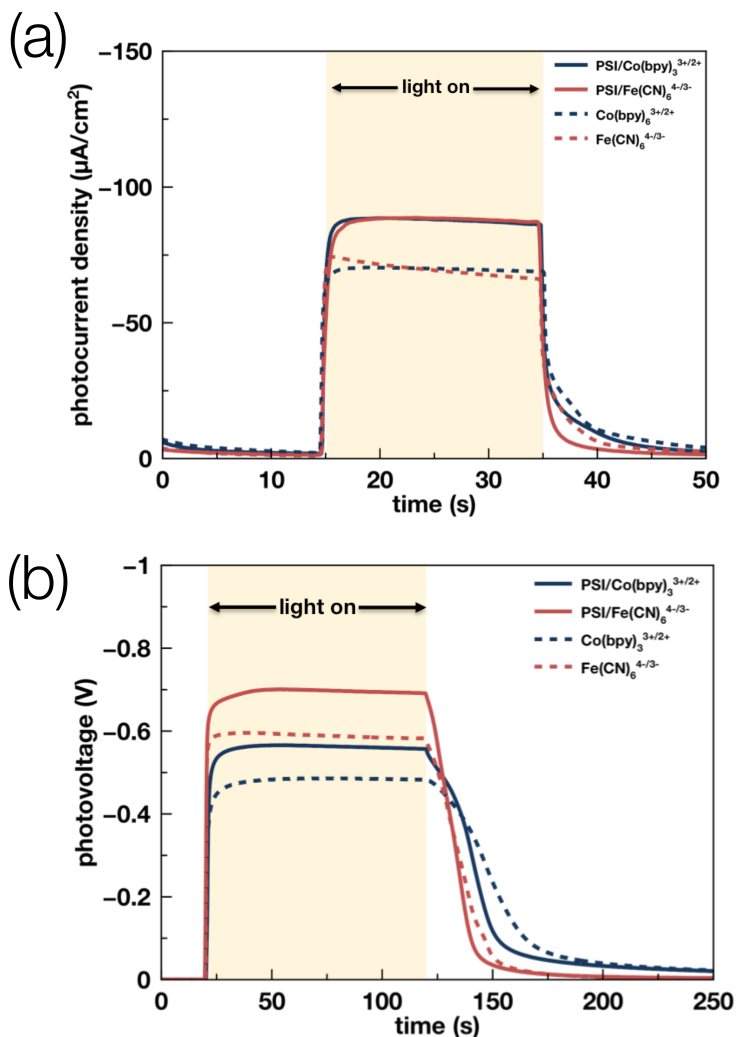 (a)
−150
−100
−50
0
photocurrent density (µA/cm²)
light on
PSI/Co(bpy)₃³⁺/²⁺
PSI/Fe(CN)₆⁴⁻/³⁻
Co(bpy)₆³⁺/²⁺
Fe(CN)₆⁴⁻/³⁻
0 10 20 30 40 50
time (s)
(b)
−1
−0.8
−0.6
−0.4
−0.2
0
photovoltage (V)
light on
PSI/Co(bpy)₃³⁺/²⁺
PSI/Fe(CN)₆⁴⁻/³⁻
Co(bpy)₃³⁺/²⁺
Fe(CN)₆⁴⁻/³⁻
0 50 100 150 200 250
time (s)